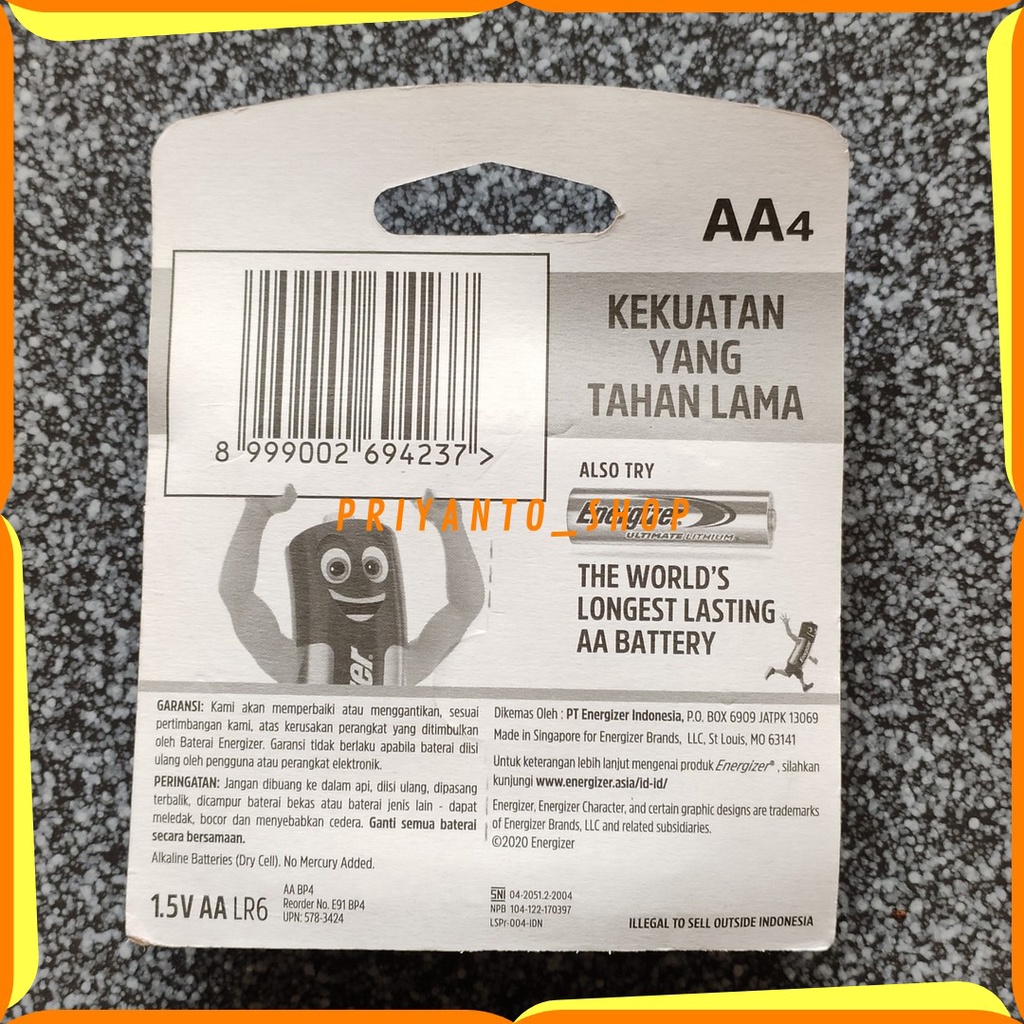 AA4
8 999002 694237 >
KEKUATAN
YANG
TAHAN LAMA
ALSO TRY
Energizer
ULTIMATE LITHIUM
PRIYANTO_SHOP
THE WORLD'S
LONGEST LASTING
AA BATTERY
er.
GARANSI: Kami akan memperbaiki atau menggantikan, sesuai
pertimbangan kami, atas kerusakan perangkat yang ditimbulkan
oleh Baterai Energizer. Garansi tidak berlaku apabila baterai diisi
ulang oleh pengguna atau perangkat elektronik.
PERINGATAN: Jangan dibuang ke dalam api, diisi ulang, dipasang
terbalik, dicampur baterai bekas atau baterai jenis lain - dapat
meledak, bocor dan menyebabkan cedera. Ganti semua baterai
secara bersamaan.
Alkaline Batteries (Dry Cell). No Mercury Added.
1.5V AA LR6
AA BP4
Reorder No. E91 BP4
UPN: 578-3424
Dikemas Oleh : PT Energizer Indonesia, P.O. BOX 6909 JATPK 13069
Made in Singapore for Energizer Brands, LLC, St Louis, MO 63141
Untuk keterangan lebih lanjut mengenai produk Energizer®, silahkan
kunjungi www.energizer.asia/id-id/
Energizer, Energizer Character, and certain graphic designs are trademarks
of Energizer Brands, LLC and related subsidiaries.
©2020 Energizer
SNI 04-2051.2-2004
NPB 104-122-170397
LSPr-004-IDN
ILLEGAL TO SELL OUTSIDE INDONESIA